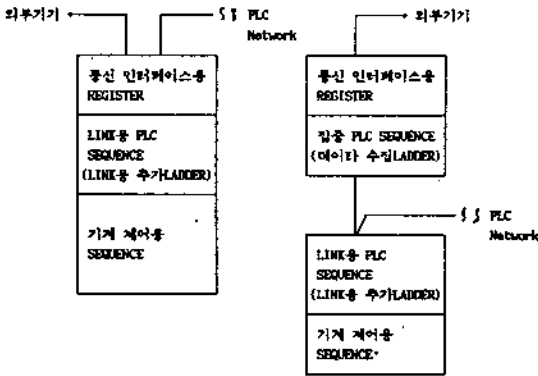 외부기기
PLC
Network
통신 인터페이스용
REGISTER
LINK용 PLC
SEQUENCE
(LINK용 추가LADDER)
기계 제어용
SEQUENCE
외부기기
통신 인터페이스용
REGISTER
집중 PLC SEQUENCE
(데이타 수집LADDER)
PLC
Network
LINK용 PLC
SEQUENCE
(LINK용 추가LADDER)
기계 제어용
SEQUENCE